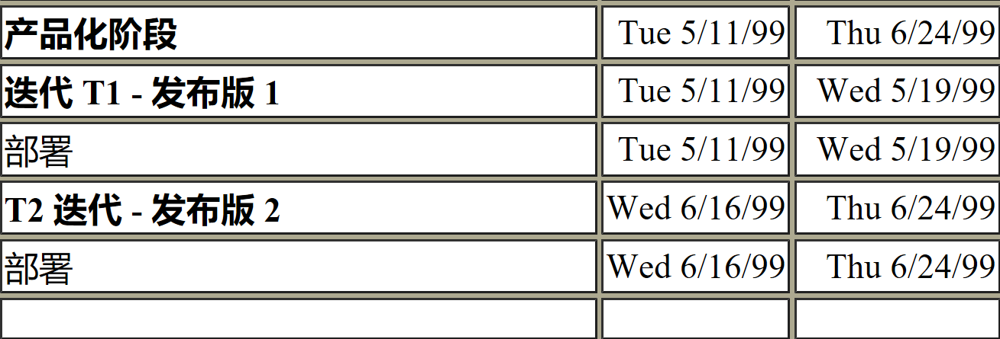 产品化阶段 Tue 5/11/99 Thu 6/24/99
迭代 T1 - 发布版 1 Tue 5/11/99 Wed 5/19/99
部署 Tue 5/11/99 Wed 5/19/99
T2 迭代 - 发布版 2 Wed 6/16/99 Thu 6/24/99
部署 Wed 6/16/99 Thu 6/24/99